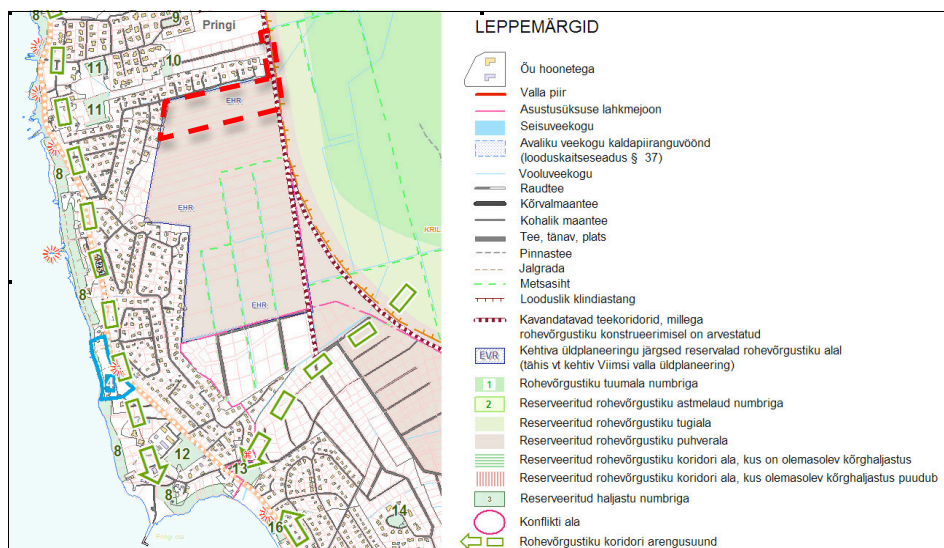 8
9
Pringi
10
11
EHR
11
8
EHR
KRIL
8
8
EHR
4
8
12
13
8
14
16
LEPPEMÄRGID
Õu hoonetega
Valla piir
Asustusüksuse lahkmejoon
Seisuveekogu
Avaliku veekogu kaldapiiranguvöönd
(looduskaitseseadus § 37)
Vooluveekogu
Raudtee
Kõrvalmaantee
Kohalik maantee
Tee, tänav, plats
Pinnastee
Jalgrada
Metsasiht
Looduslik klindiastang
Kavandatavad teekoridorid, millega
rohevõrgustiku konstrueerimisel on arvestatud
EVR
Kehtiva üldplaneeringu järgsed reservalad rohevõrgustiku alal
(tähis vt kehtiv Viimsi valla üldplaneering)
1 Rohevõrgustiku tuumala numbriga
2 Reserveeritud rohevõrgustiku astmelaud numbriga
Reserveeritud rohevõrgustiku tugiala
Reserveeritud rohevõrgustiku puhverala
Reserveeritud rohevõrgustiku koridori ala, kus on olemasolev kõrghaljastus
Reserveeritud rohevõrgustiku koridori ala, kus olemasolev kõrghaljastus puudub
3 Reserveeritud haljastu numbriga
Konflikti ala
Rohevõrgustiku koridori arengusuund